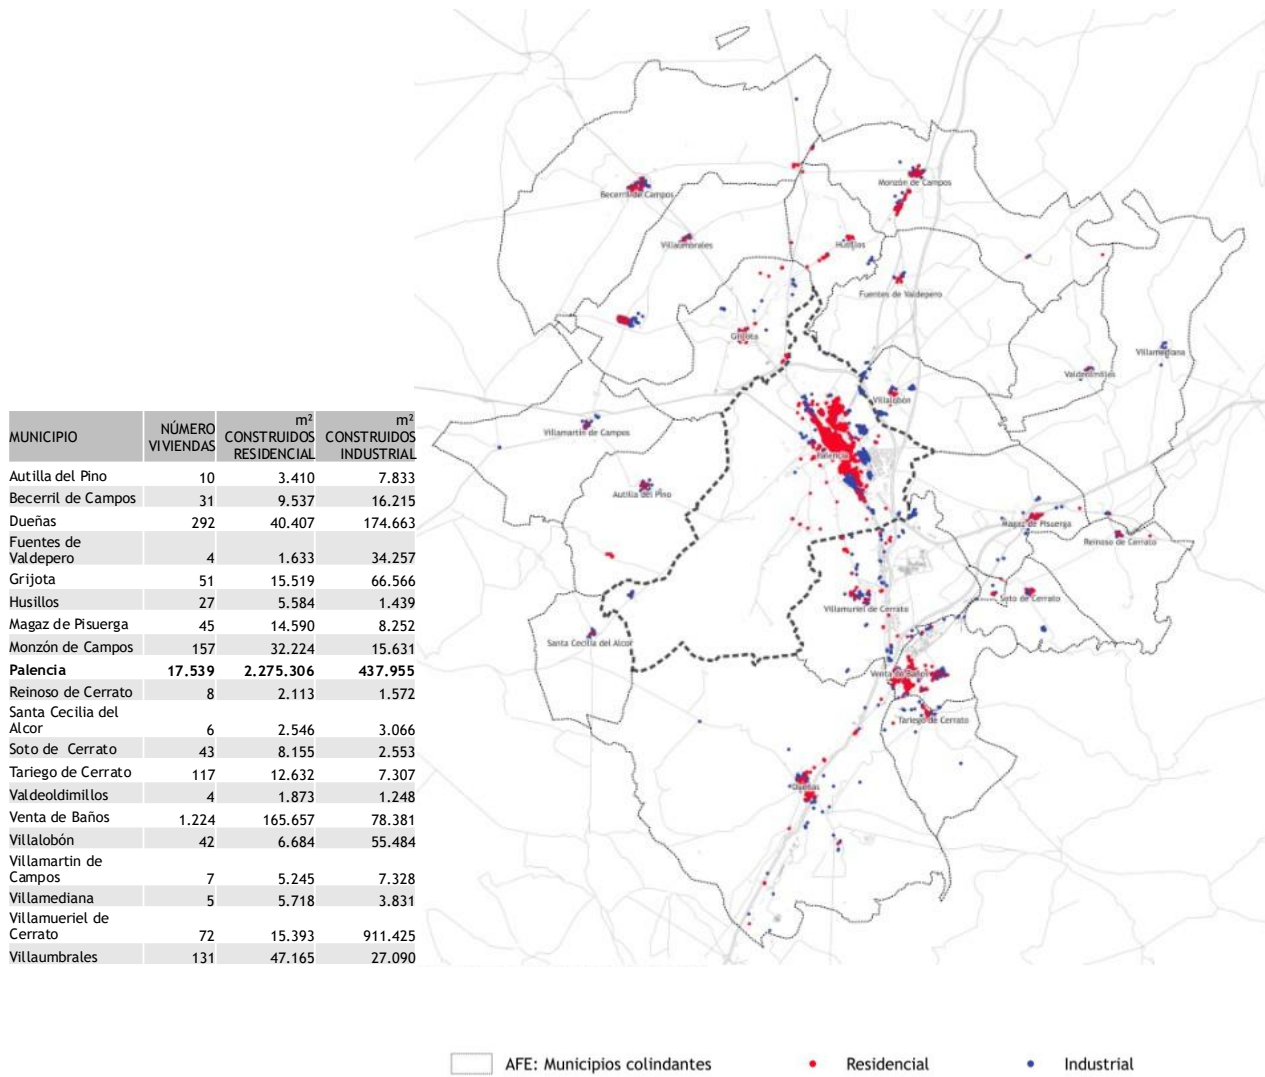 MUNICIPIO NÚMERO VIVIENDAS m² CONSTRUIDOS RESIDENCIAL m² CONSTRUIDOS INDUSTRIAL
Autilla del Pino 10 3.410 7.833
Becerril de Campos 31 9.537 16.215
Dueñas 292 40.407 174.663
Fuentes de
Valdepero 4 1.633 34.257
Grijota 51 15.519 66.566
Husillos 27 5.584 1.439
Magaz de Pisuerga 45 14.590 8.252
Monzón de Campos 157 32.224 15.631
Palencia 17.539 2.275.306 437.955
Reinoso de Cerrato 8 2.113 1.572
Santa Cecilia del
Alcor 6 2.546 3.066
Soto de Cerrato 43 8.155 2.553
Tariego de Cerrato 117 12.632 7.307
Valdeoldimillos 4 1.873 1.248
Venta de Baños 1.224 165.657 78.381
Villalobón 42 6.684 55.484
Villamartin de
Campos 7 5.245 7.328
Villamediana 5 5.718 3.831
Villamueriel de
Cerrato 72 15.393 911.425
Villaumbrales 131 47.165 27.090
Monzón de Campos
Becerril de Campos
Villaumbrales
Husillos
Fuentes de Valdepero
Grijota
Villamediana
Villalobón
Villamartín de Campos
Palencia
Autilla del Pino
Magaz de Pisuerga
Reinoso de Cerrato
Soto de Cerrato
Villamuriel de Cerrato
Santa Cecilia del Alcor
Venta de Baños
Tariego de Cerrato
Dueñas
AFE: Municipios colindantes
Residencial
Industrial